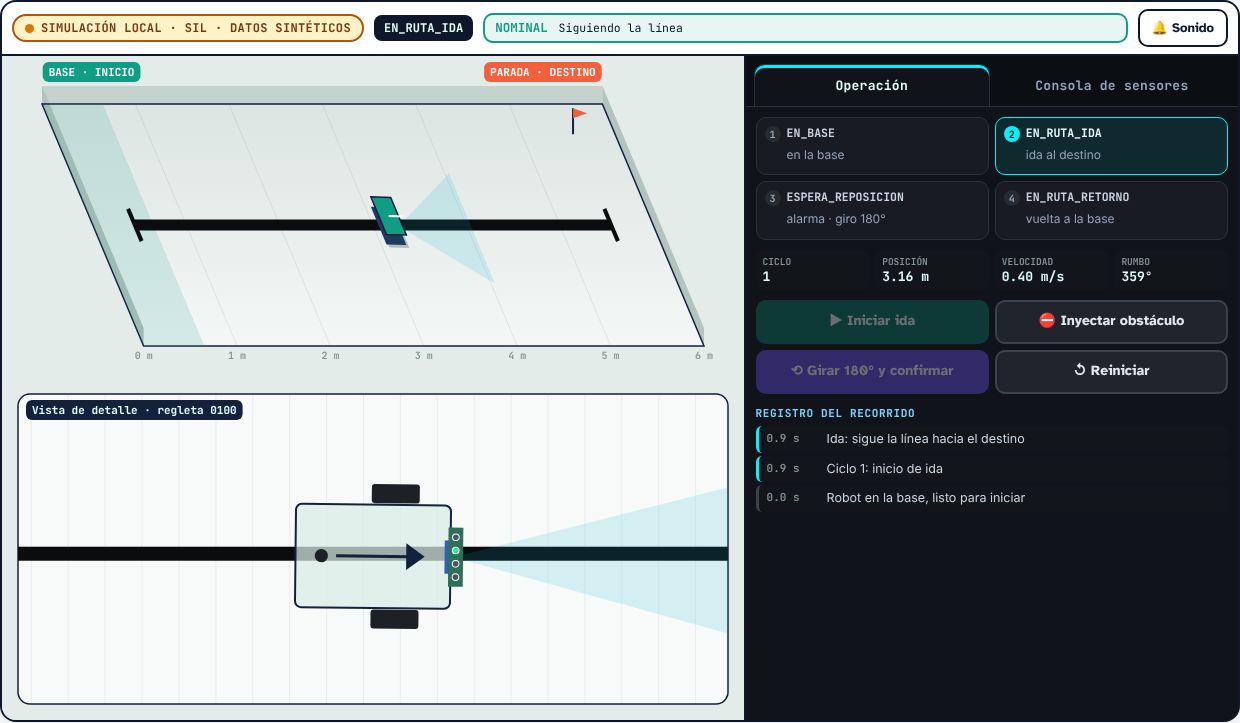 SIMULACIÓN LOCAL · SIL · DATOS SINTÉTICOS
EN_RUTA_IDA
NOMINAL Siguiendo la línea
🔔 Sonido
BASE · INICIO
PARADA · DESTINO
0 m 1 m 2 m 3 m 4 m 5 m 6 m
Vista de detalle · regleta 0100
Operación
Consola de sensores
1 EN_BASE
en la base
2 EN_RUTA_IDA
ida al destino
3 ESPERA_REPOSICION
alarma · giro 180°
4 EN_RUTA_RETORNO
vuelta a la base
CICLO
1
POSICIÓN
3.16 m
VELOCIDAD
0.40 m/s
RUMBO
359°
▶ Iniciar ida
⛔ Inyectar obstáculo
⟲ Girar 180° y confirmar
↺ Reiniciar
REGISTRO DEL RECORRIDO
0.9 s Ida: sigue la línea hacia el destino
0.9 s Ciclo 1: inicio de ida
0.0 s Robot en la base, listo para iniciar